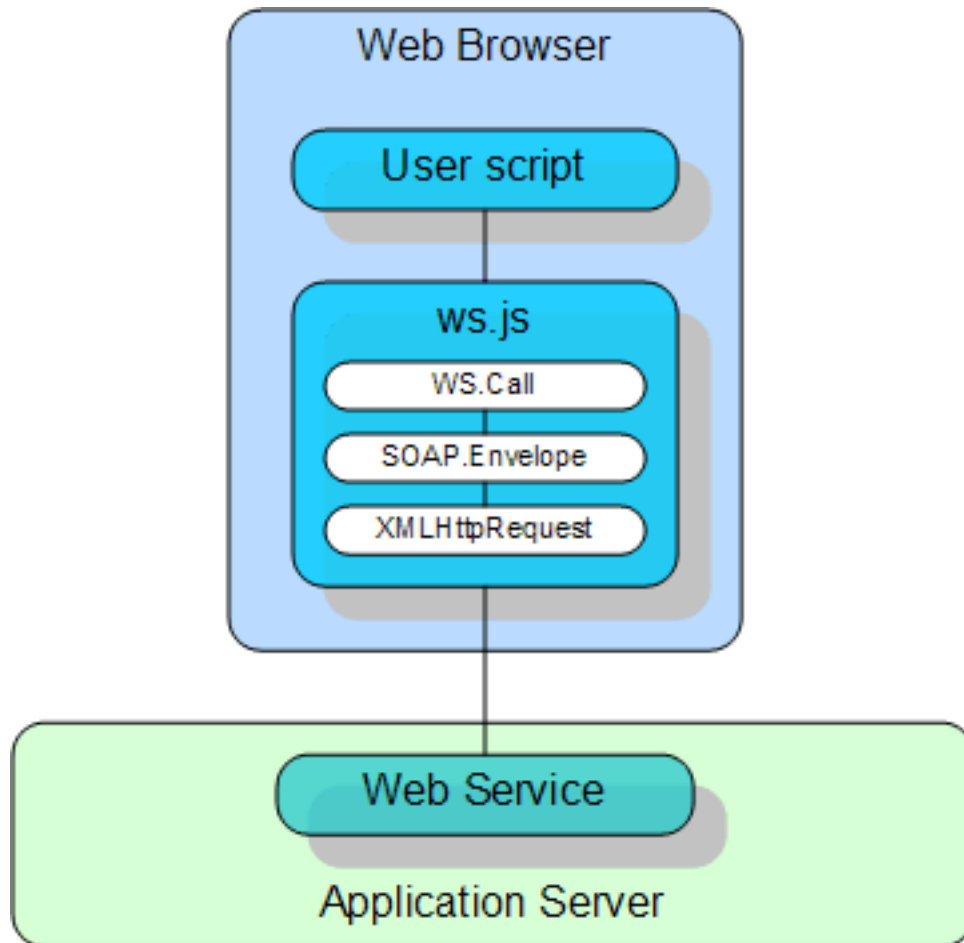 Web Browser
User script
ws.js
WS.Call
SOAP.Envelope
XMLHttpRequest
Web Service
Application Server